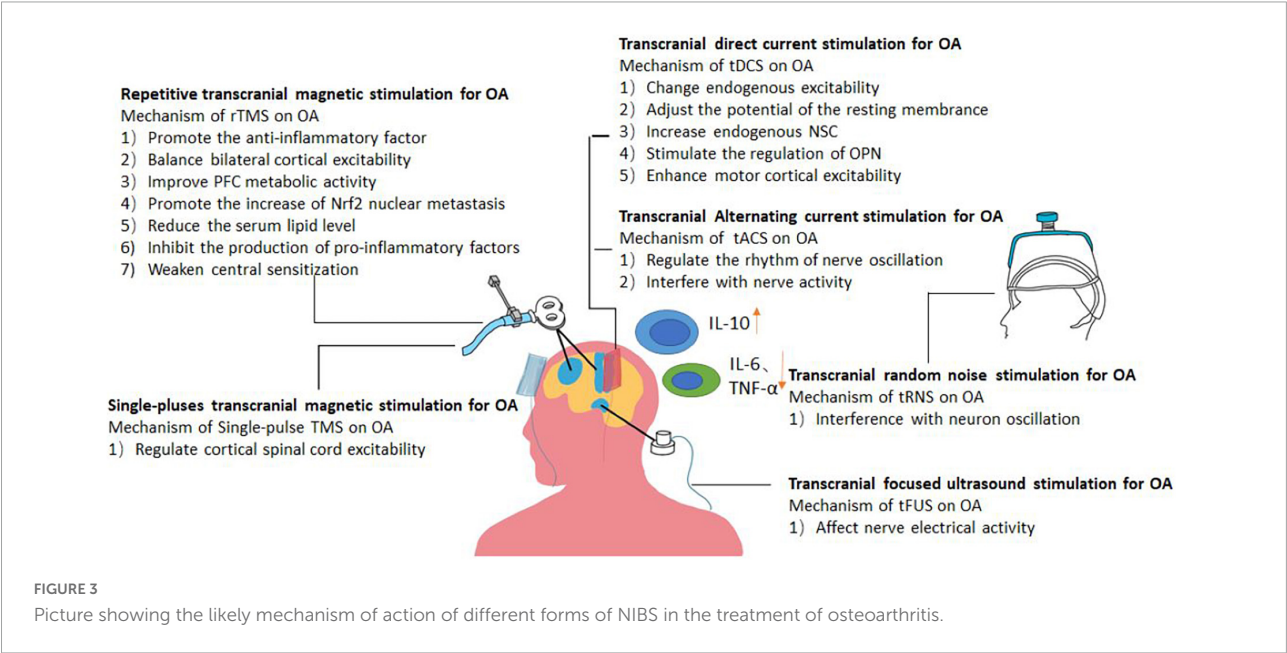 Repetitive transcranial magnetic stimulation for OA
Mechanism of rTMS on OA
1) Promote the anti-inflammatory factor
2) Balance bilateral cortical excitability
3) Improve PFC metabolic activity
4) Promote the increase of Nrf2 nuclear metastasis
5) Reduce the serum lipid level
6) Inhibit the production of pro-inflammatory factors
7) Weaken central sensitization
Single-pluses transcranial magnetic stimulation for OA
Mechanism of Single-pulse TMS on OA
1) Regulate cortical spinal cord excitability
Transcranial direct current stimulation for OA
Mechanism of tDCS on OA
1) Change endogenous excitability
2) Adjust the potential of the resting membrance
3) Increase endogenous NSC
4) Stimulate the regulation of OPN
5) Enhance motor cortical excitability
Transcranial Alternating current stimulation for OA
Mechanism of tACS on OA
1) Regulate the rhythm of nerve oscillation
2) Interfere with nerve activity
IL-10
IL-6、
TNF-α
Transcranial random noise stimulation for OA
Mechanism of tRNS on OA
1) Interference with neuron oscillation
Transcranial focused ultrasound stimulation for OA
Mechanism of tFUS on OA
1) Affect nerve electrical activity
FIGURE 3
Picture showing the likely mechanism of action of different forms of NIBS in the treatment of osteoarthritis.